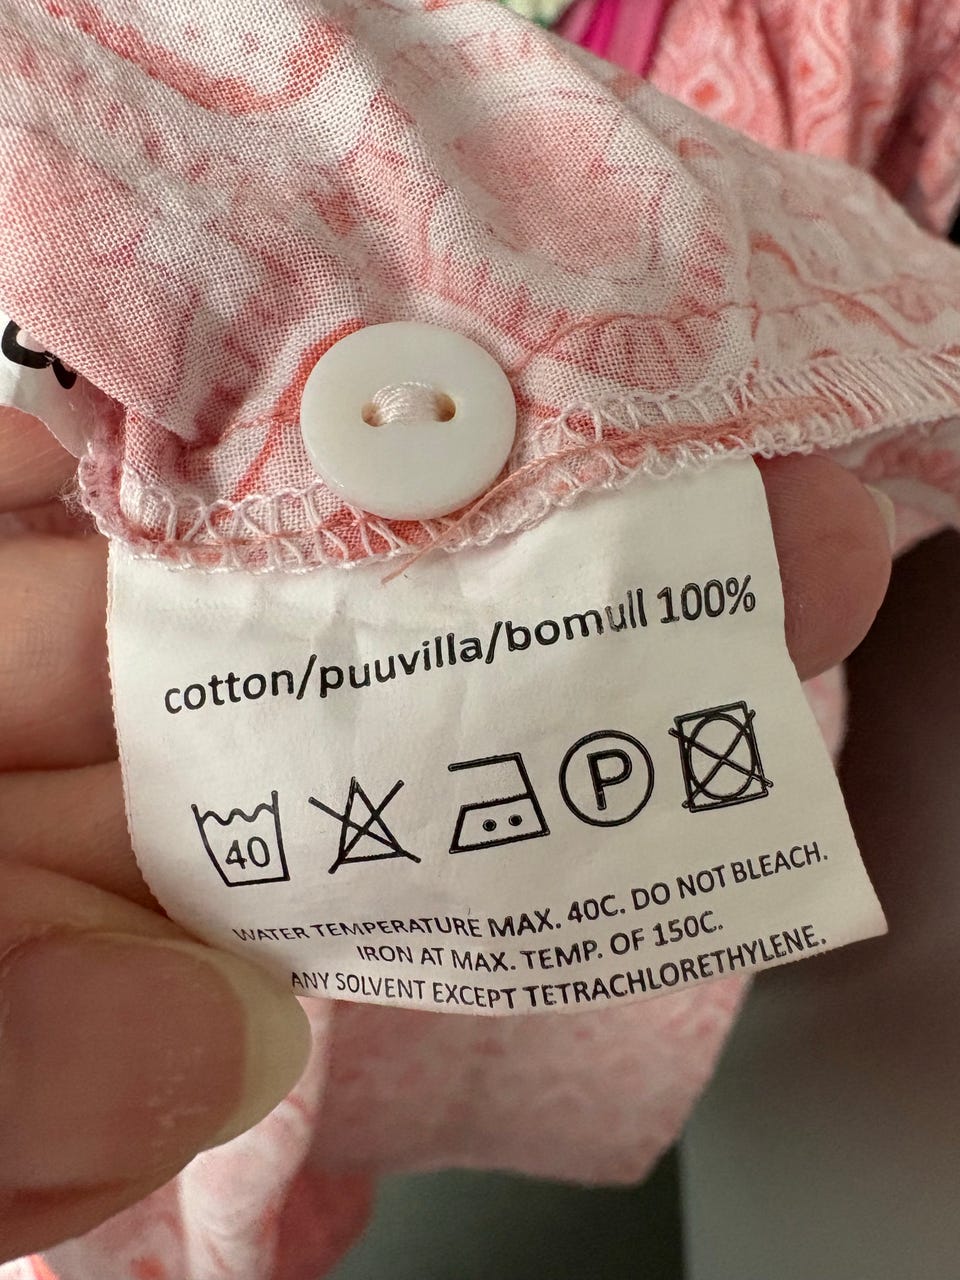 cotton/puuvilla/bomull 100%
40 P
WATER TEMPERATURE MAX. 40C. DO NOT BLEACH.
IRON AT MAX. TEMP. OF 150C.
ANY SOLVENT EXCEPT TETRACHLORETHYLENE.